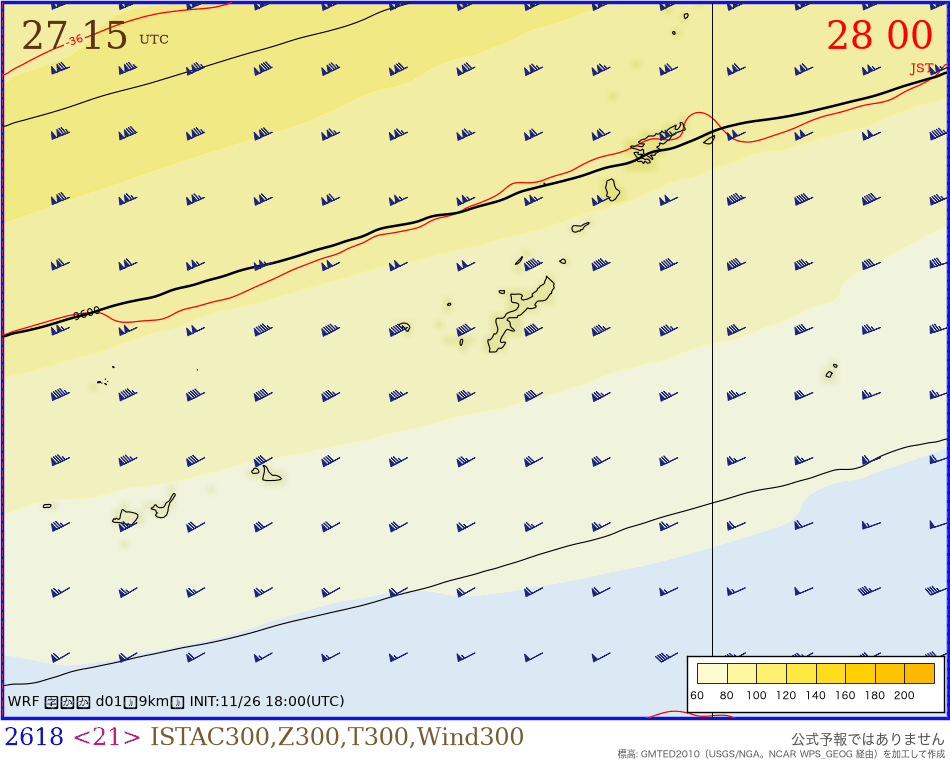 27 15 UTC
28 00
JST
-36
9600
WRF d01 9km INIT:11/26 18:00(UTC)
60 80 100 120 140 160 180 200
2618 <21> ISTAC300,Z300,T300,Wind300
公式予報ではありません
標高: GMTED2010（USGS/NGA。NCAR WPS_GEOG 経由）を加工して作成